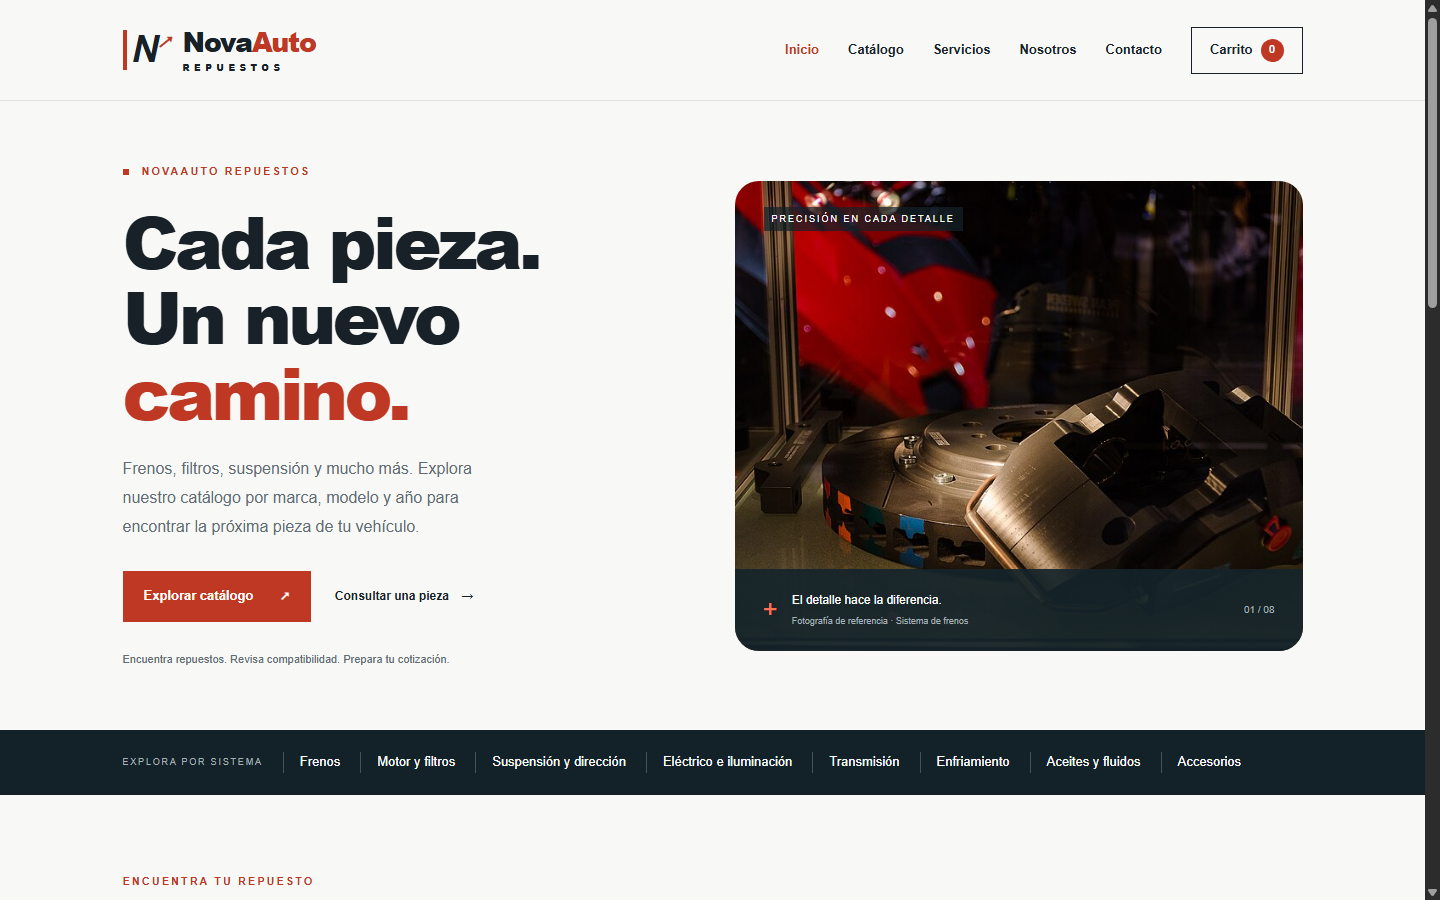 N NovaAuto
REPUESTOS
Inicio Catálogo Servicios Nosotros Contacto Carrito 0
NOVAAUTO REPUESTOS
Cada pieza.
Un nuevo
camino.
Frenos, filtros, suspensión y mucho más. Explora
nuestro catálogo por marca, modelo y año para
encontrar la próxima pieza de tu vehículo.
Explorar catálogo ↗ Consultar una pieza →
Encuentra repuestos. Revisa compatibilidad. Prepara tu cotización.
PRECISIÓN EN CADA DETALLE
+ El detalle hace la diferencia.
Fotografía de referencia · Sistema de frenos
01 / 08
EXPLORA POR SISTEMA Frenos Motor y filtros Suspensión y dirección Eléctrico e iluminación Transmisión Enfriamiento Aceites y fluidos Accesorios
ENCUENTRA TU REPUESTO